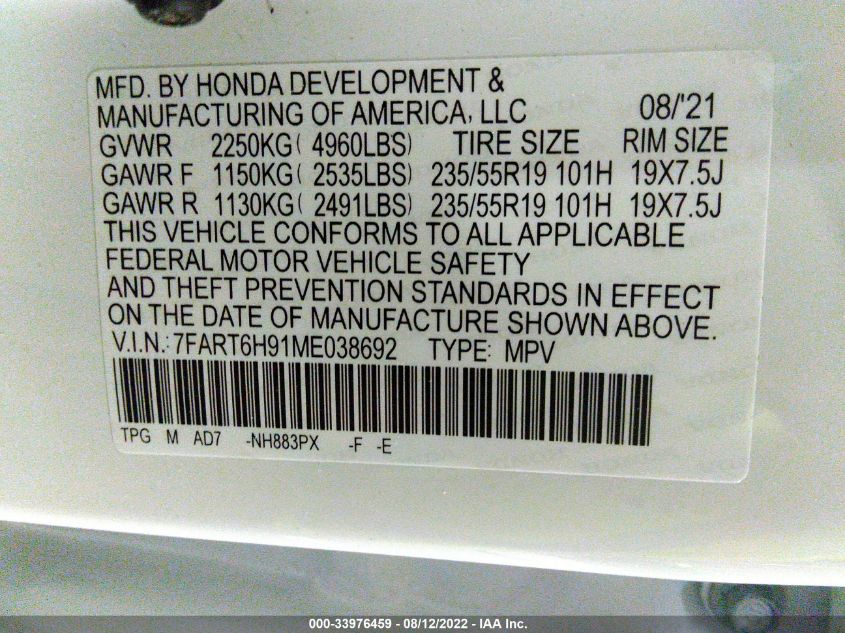 MFD. BY HONDA DEVELOPMENT &
MANUFACTURING OF AMERICA, LLC 08/'21
GVWR 2250KG( 4960LBS) TIRE SIZE RIM SIZE
GAWR F 1150KG( 2535LBS) 235/55R19 101H 19X7.5J
GAWR R 1130KG( 2491LBS) 235/55R19 101H 19X7.5J
THIS VEHICLE CONFORMS TO ALL APPLICABLE
FEDERAL MOTOR VEHICLE SAFETY
AND THEFT PREVENTION STANDARDS IN EFFECT
ON THE DATE OF MANUFACTURE SHOWN ABOVE.
V.I.N.: 7FART6H91ME038692 TYPE: MPV
TPG M AD7 -NH883PX -F -E
000-33976459 - 08/12/2022 - IAA Inc.